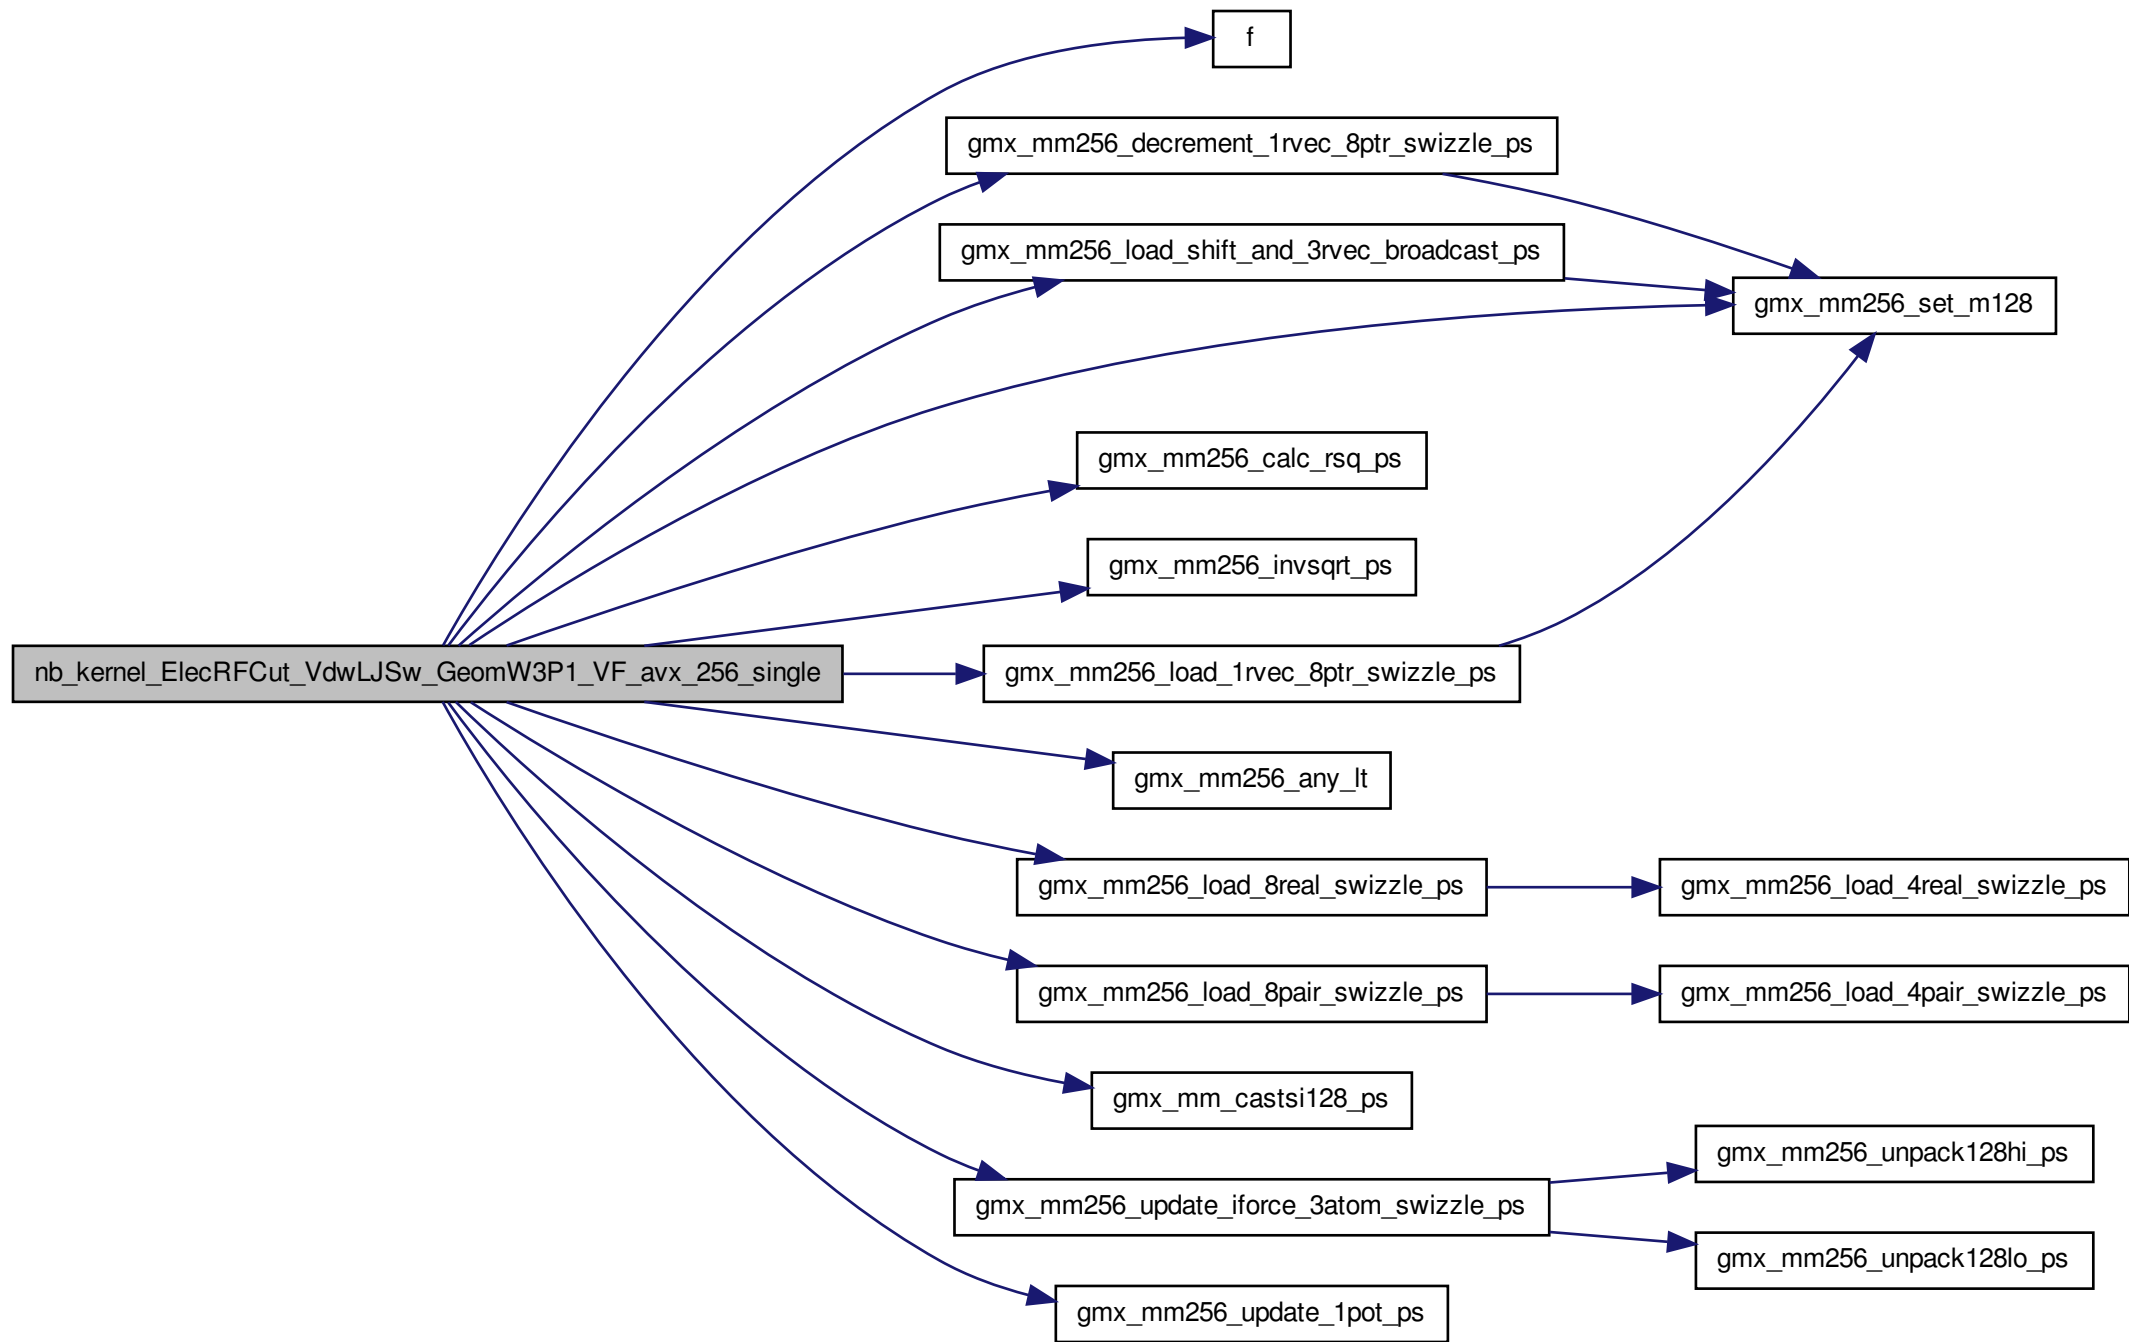 f
gmx_mm256_decrement_1rvec_8ptr_swizzle_ps
gmx_mm256_load_shift_and_3rvec_broadcast_ps
gmx_mm256_set_m128
gmx_mm256_calc_rsq_ps
gmx_mm256_invsqrt_ps
nb_kernel_ElecRFCut_VdwLJSw_GeomW3P1_VF_avx_256_single
gmx_mm256_load_1rvec_8ptr_swizzle_ps
gmx_mm256_any_lt
gmx_mm256_load_8real_swizzle_ps
gmx_mm256_load_4real_swizzle_ps
gmx_mm256_load_8pair_swizzle_ps
gmx_mm256_load_4pair_swizzle_ps
gmx_mm_castsi128_ps
gmx_mm256_unpack128hi_ps
gmx_mm256_update_iforce_3atom_swizzle_ps
gmx_mm256_unpack128lo_ps
gmx_mm256_update_1pot_ps